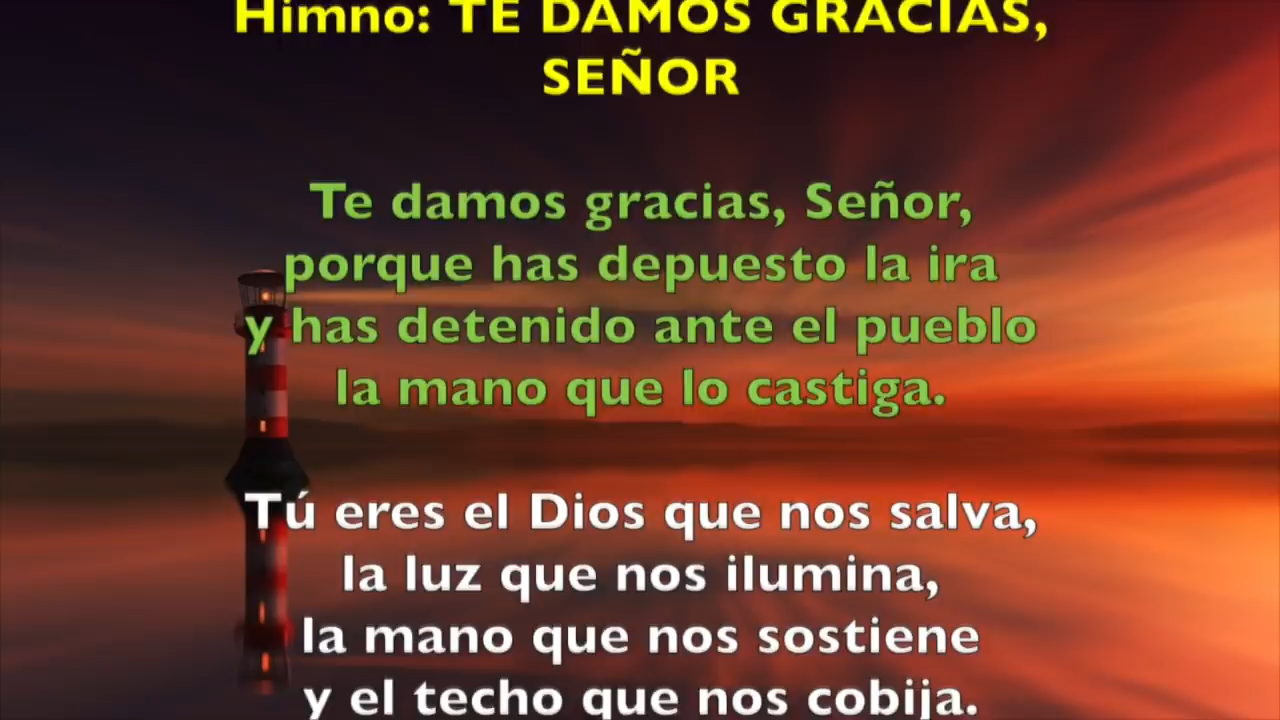 Himno: TE DAMOS GRACIAS,
SEÑOR
Te damos gracias, Señor,
porque has depuesto la ira
y has detenido ante el pueblo
la mano que lo castiga.
Tú eres el Dios que nos salva,
la luz que nos ilumina,
la mano que nos sostiene
y el techo que nos cobija.